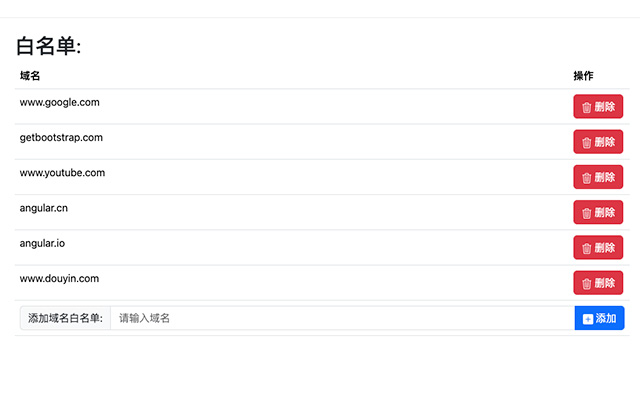 白名单:
域名 操作
www.google.com 删除
getbootstrap.com 删除
www.youtube.com 删除
angular.cn 删除
angular.io 删除
www.douyin.com 删除
添加域名白名单: 请输入域名 添加